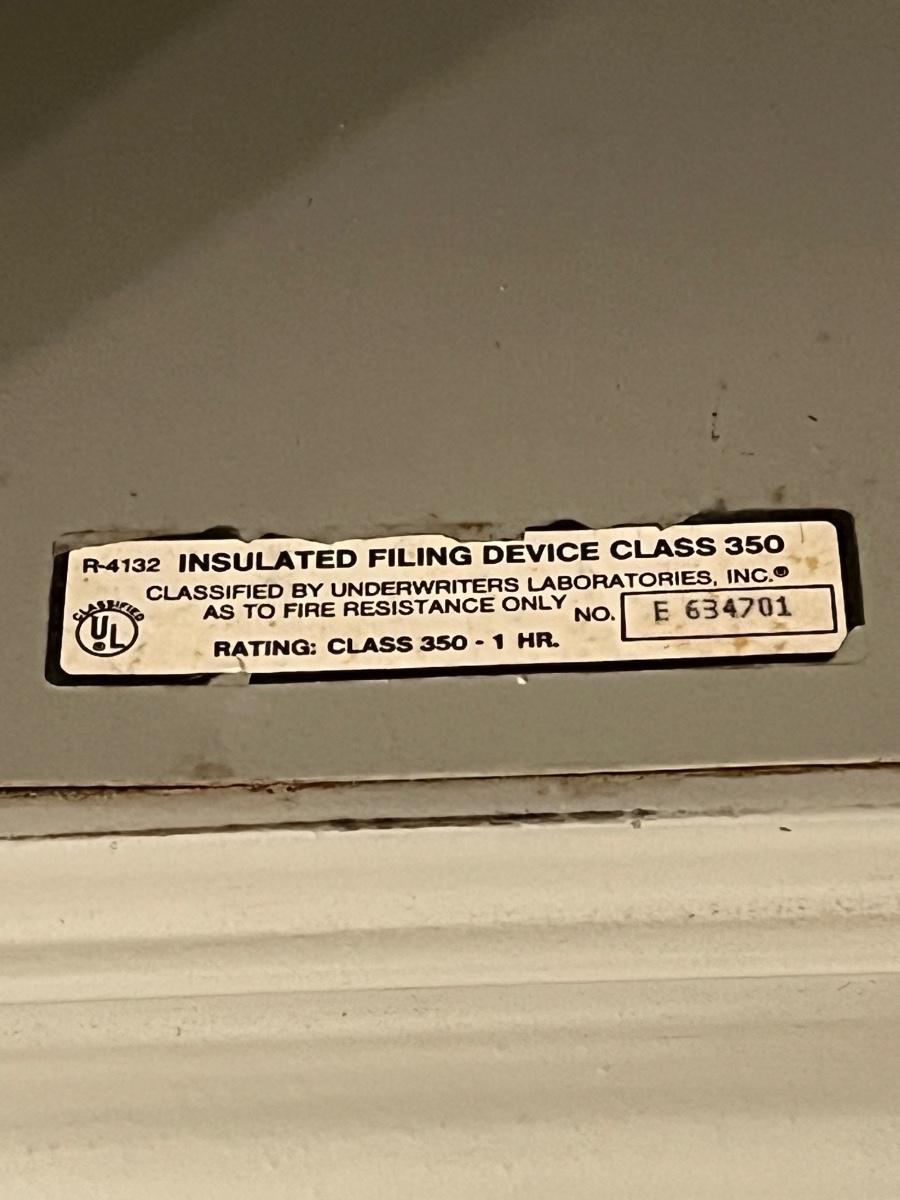 R-4132 INSULATED FILING DEVICE CLASS 350
CLASSIFIED BY UNDERWRITERS LABORATORIES, INC.®
AS TO FIRE RESISTANCE ONLY
NO. E 634701
CLASSIFIED
UL®
RATING: CLASS 350 - 1 HR.